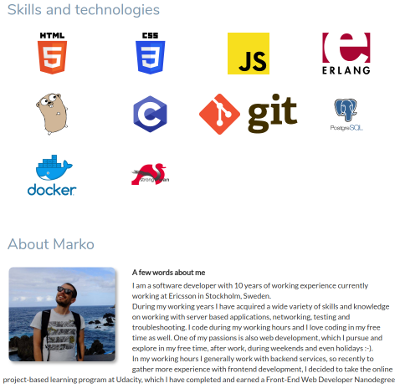 Skills and technologies
HTML
CSS
5
3
JS
ERLANG
C
git
PostgreSQL
docker
About Marko
A few words about me
I am a software developer with 10 years of working experience currently
working at Ericsson in Stockholm, Sweden.
During my working years I have acquired a wide variety of skills and knowledge
on working with server based applications, networking, testing and
troubleshooting. I code during my working hours and I love coding in my free
time as well. One of my passions is also web development, which I pursue and
explore in my free time, after work, during weekends and even holidays :-).
In my working hours I generally work with backend services, so recently to
gather more experience with frontend development, I decided to take the online
project-based learning program at Udacity, which I have completed and earned a Front-End Web Developer Nanodegree